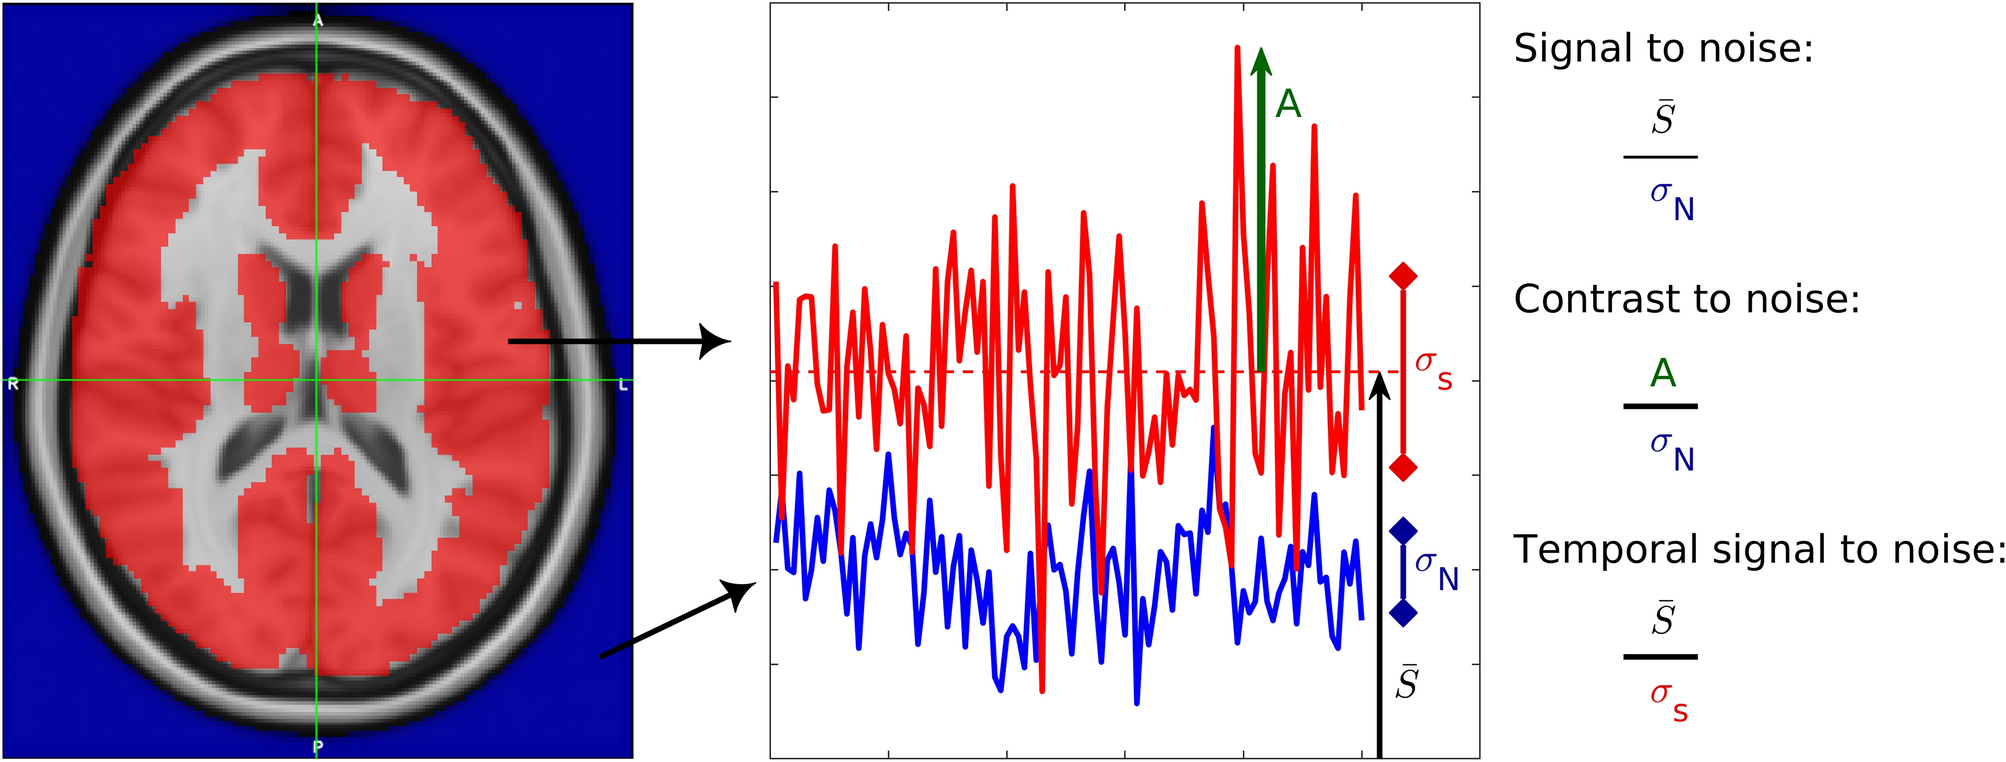 A
R
L
P
A
σs
σN
S̄
Signal to noise:
S̄
σN
Contrast to noise:
A
σN
Temporal signal to noise:
S̄
σs